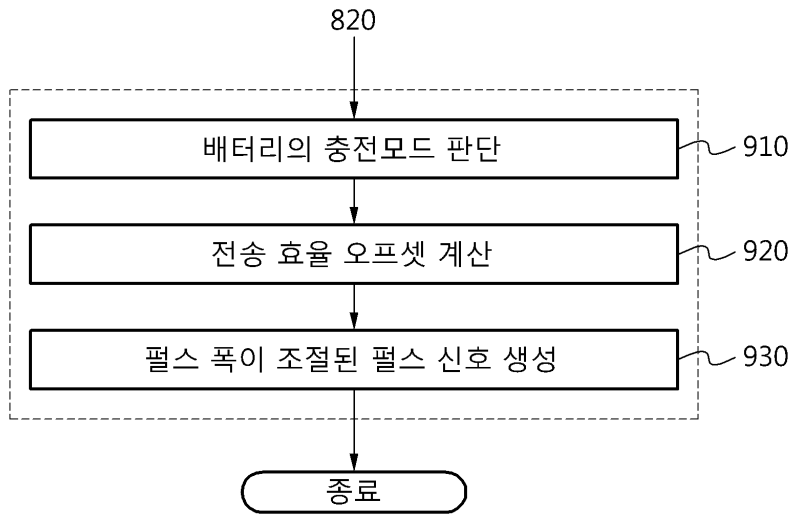 820
배터리의 충전모드 판단
910
전송 효율 오프셋 계산
920
펄스 폭이 조절된 펄스 신호 생성
930
종료